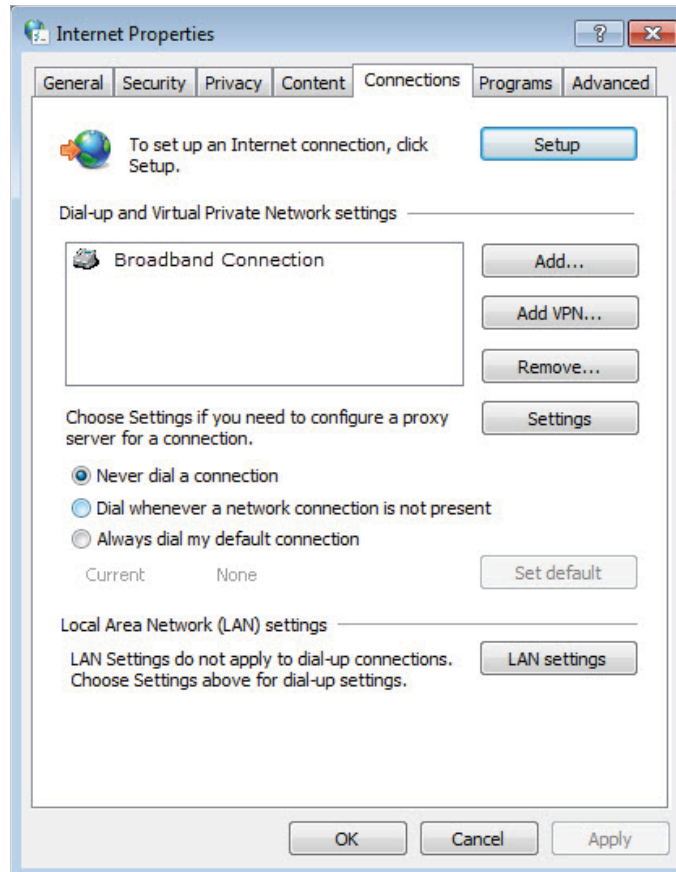 Internet Properties
General Security Privacy Content Connections Programs Advanced
To set up an Internet connection, click
Setup.
Setup
Dial-up and Virtual Private Network settings
Broadband Connection
Add...
Add VPN...
Remove...
Choose Settings if you need to configure a proxy
server for a connection.
Settings
Never dial a connection
Dial whenever a network connection is not present
Always dial my default connection
Current None
Set default
Local Area Network (LAN) settings
LAN Settings do not apply to dial-up connections.
Choose Settings above for dial-up settings.
LAN settings
OK Cancel Apply